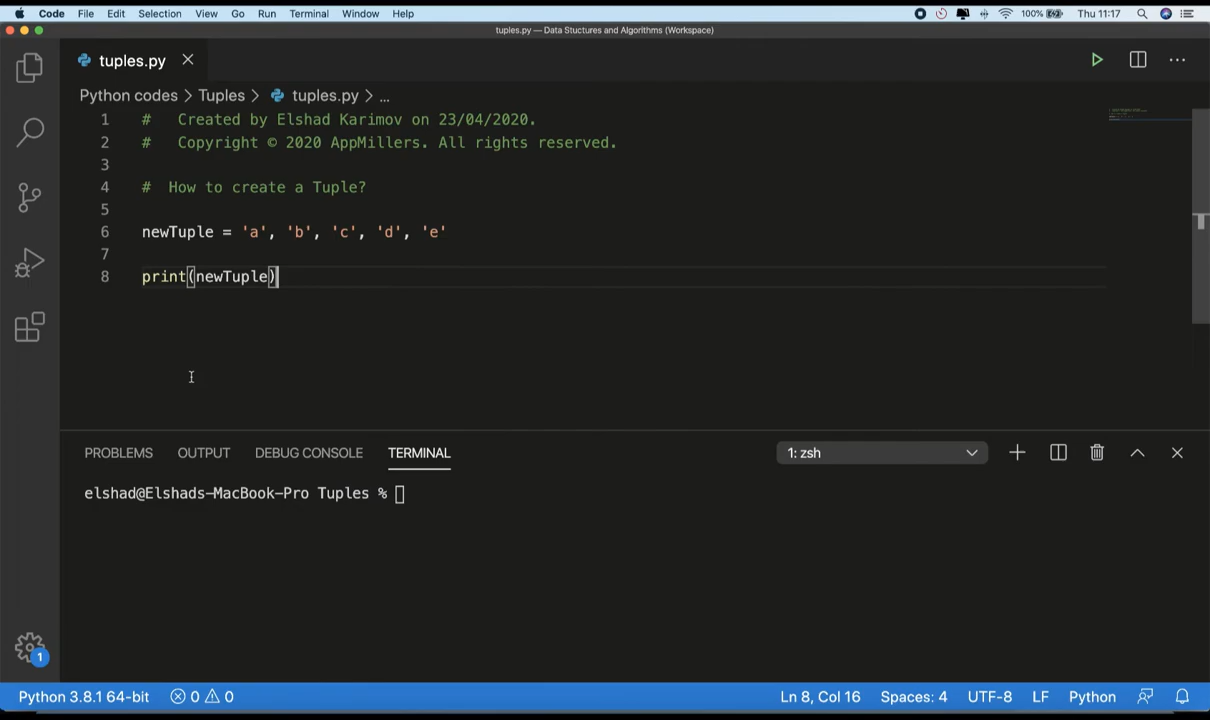 Code File Edit Selection View Go Run Terminal Window Help 100% Thu 11:17
tuples.py — Data Stuctures and Algorithms (Workspace)
tuples.py
Python codes > Tuples > tuples.py > ...
1 # Created by Elshad Karimov on 23/04/2020.
2 # Copyright © 2020 AppMillers. All rights reserved.
3
4 # How to create a Tuple?
5
6 newTuple = 'a', 'b', 'c', 'd', 'e'
7
8 print(newTuple)
PROBLEMS OUTPUT DEBUG CONSOLE TERMINAL 1: zsh
elshad@Elshads-MacBook-Pro Tuples %
1
Python 3.8.1 64-bit 0 0 Ln 8, Col 16 Spaces: 4 UTF-8 LF Python